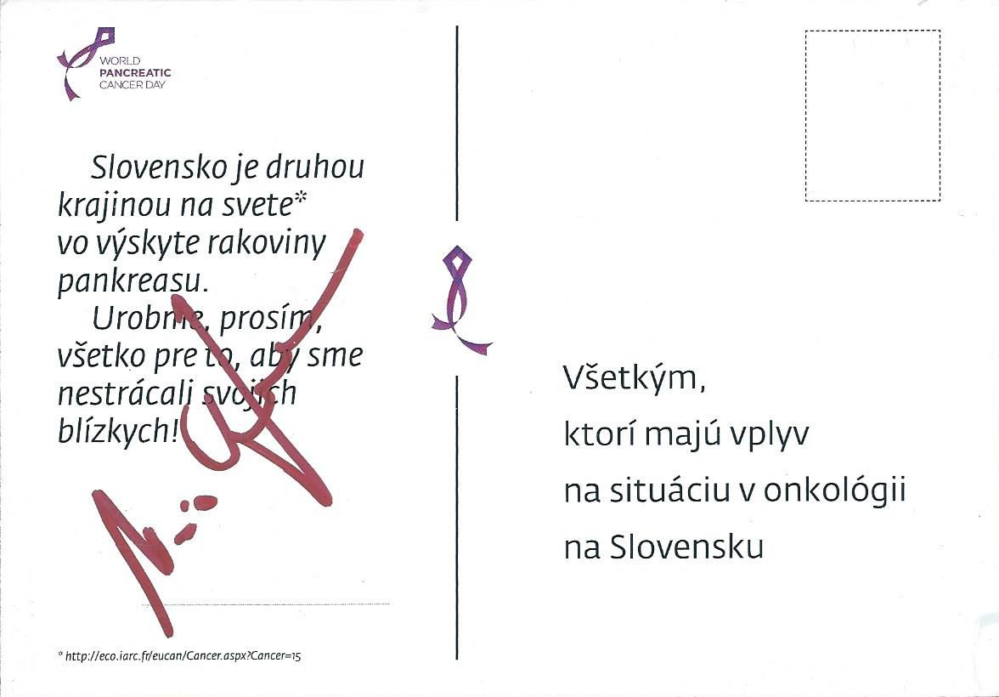 WORLD
PANCREATIC
CANCER DAY
Slovensko je druhou
krajinou na svete*
vo výskyte rakoviny
pankreasu.
Urobme, prosím,
všetko pre to, aby sme
nestrácali svojich
blízkych!
* http://eco.iarc.fr/eucan/Cancer.aspx?Cancer=15
Všetkým,
ktorí majú vplyv
na situáciu v onkológii
na Slovensku